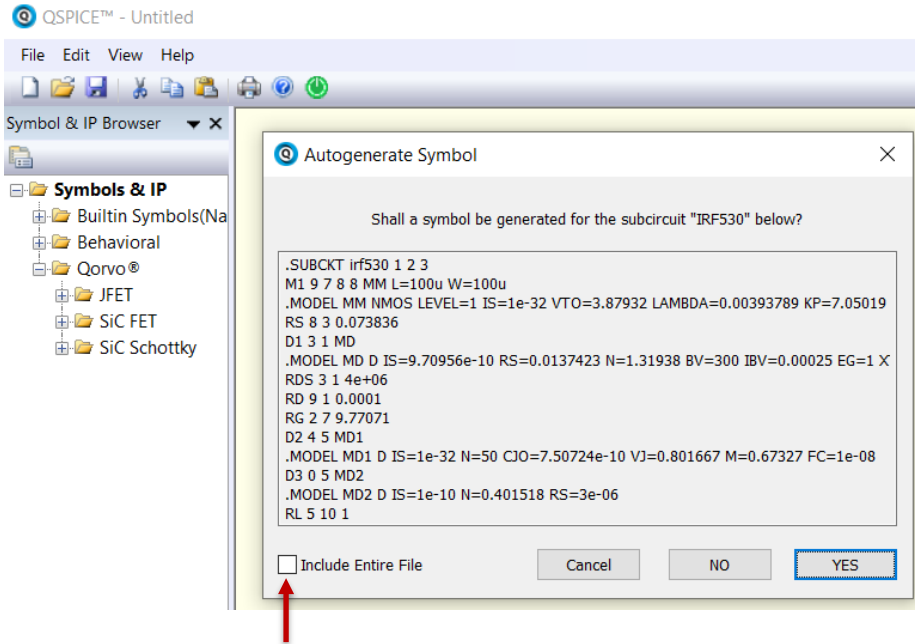 QSPICE™ - Untitled
File Edit View Help
Symbol & IP Browser
Symbols & IP
Builtin Symbols(Na
Behavioral
Qorvo®
JFET
SiC FET
SiC Schottky
Autogenerate Symbol
Shall a symbol be generated for the subcircuit "IRF530" below?
.SUBCKT irf530 1 2 3
M1 9 7 8 8 MM L=100u W=100u
.MODEL MM NMOS LEVEL=1 IS=1e-32 VTO=3.87932 LAMBDA=0.00393789 KP=7.05019
RS 8 3 0.073836
D1 3 1 MD
.MODEL MD D IS=9.70956e-10 RS=0.0137423 N=1.31938 BV=300 IBV=0.00025 EG=1 X
RDS 3 1 4e+06
RD 9 1 0.0001
RG 2 7 9.77071
D2 4 5 MD1
.MODEL MD1 D IS=1e-32 N=50 CJO=7.50724e-10 VJ=0.801667 M=0.67327 FC=1e-08
D3 0 5 MD2
.MODEL MD2 D IS=1e-10 N=0.401518 RS=3e-06
RL 5 10 1
Include Entire File
Cancel
NO
YES